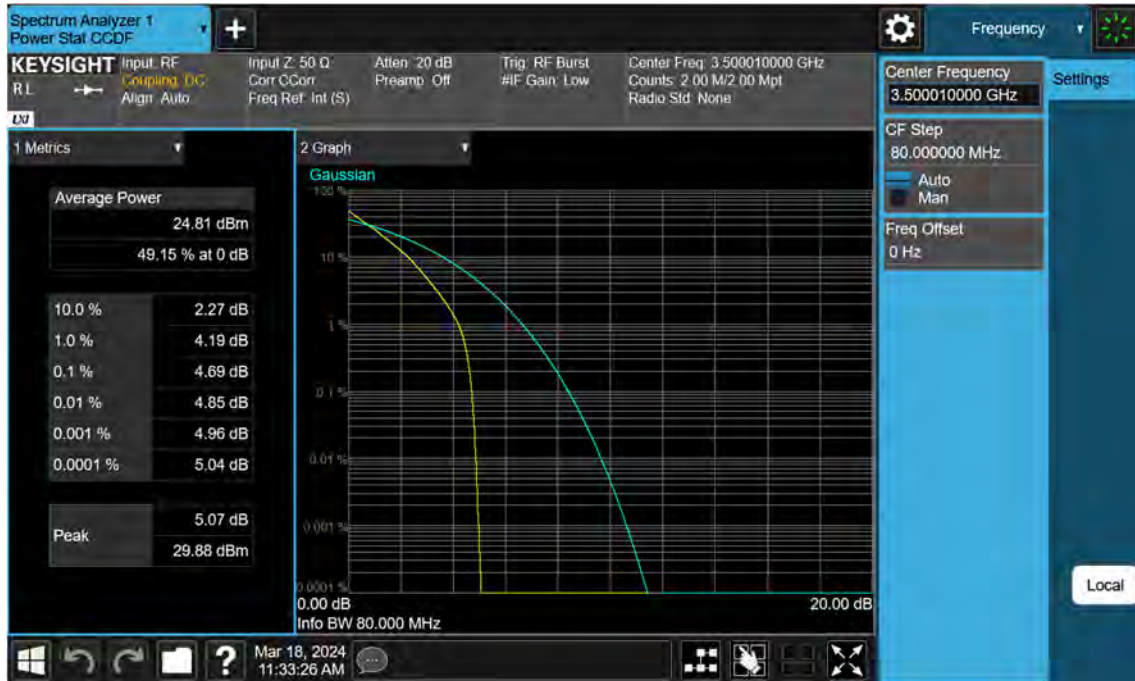 Spectrum Analyzer 1
Power Stat CCDF
+
Frequency
KEYSIGHT
Input: RF
Input Z: 50 Ω
Atten: 20 dB
Trig: RF Burst
Center Freq: 3.500010000 GHz
RL
Coupling: DC
Corr CCorr
Preamp: Off
#IF Gain: Low
Counts: 2.00 M/2.00 Mpt
Align: Auto
Freq Ref: Int (S)
Radio Std: None
LXI
Center Frequency
3.500010000 GHz
Settings
CF Step
80.000000 MHz
Auto
Man
Freq Offset
0 Hz
1 Metrics
Average Power
24.81 dBm
49.15 % at 0 dB
10.0 % 2.27 dB
1.0 % 4.19 dB
0.1 % 4.69 dB
0.01 % 4.85 dB
0.001 % 4.96 dB
0.0001 % 5.04 dB
Peak
5.07 dB
29.88 dBm
2 Graph
Gaussian
100 %
10 %
1 %
0.1 %
0.01 %
0.001 %
0.0001 %
0.00 dB
20.00 dB
Info BW 80.000 MHz
Local
?
Mar 18, 2024
11:33:26 AM